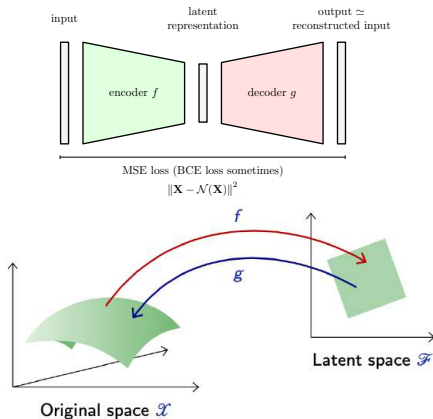 input
latent
representation
output ≃
reconstructed input
encoder f
decoder g
MSE loss (BCE loss sometimes)
‖X − 𝒩(X)‖²
f
g
Latent space ℱ
Original space 𝒳